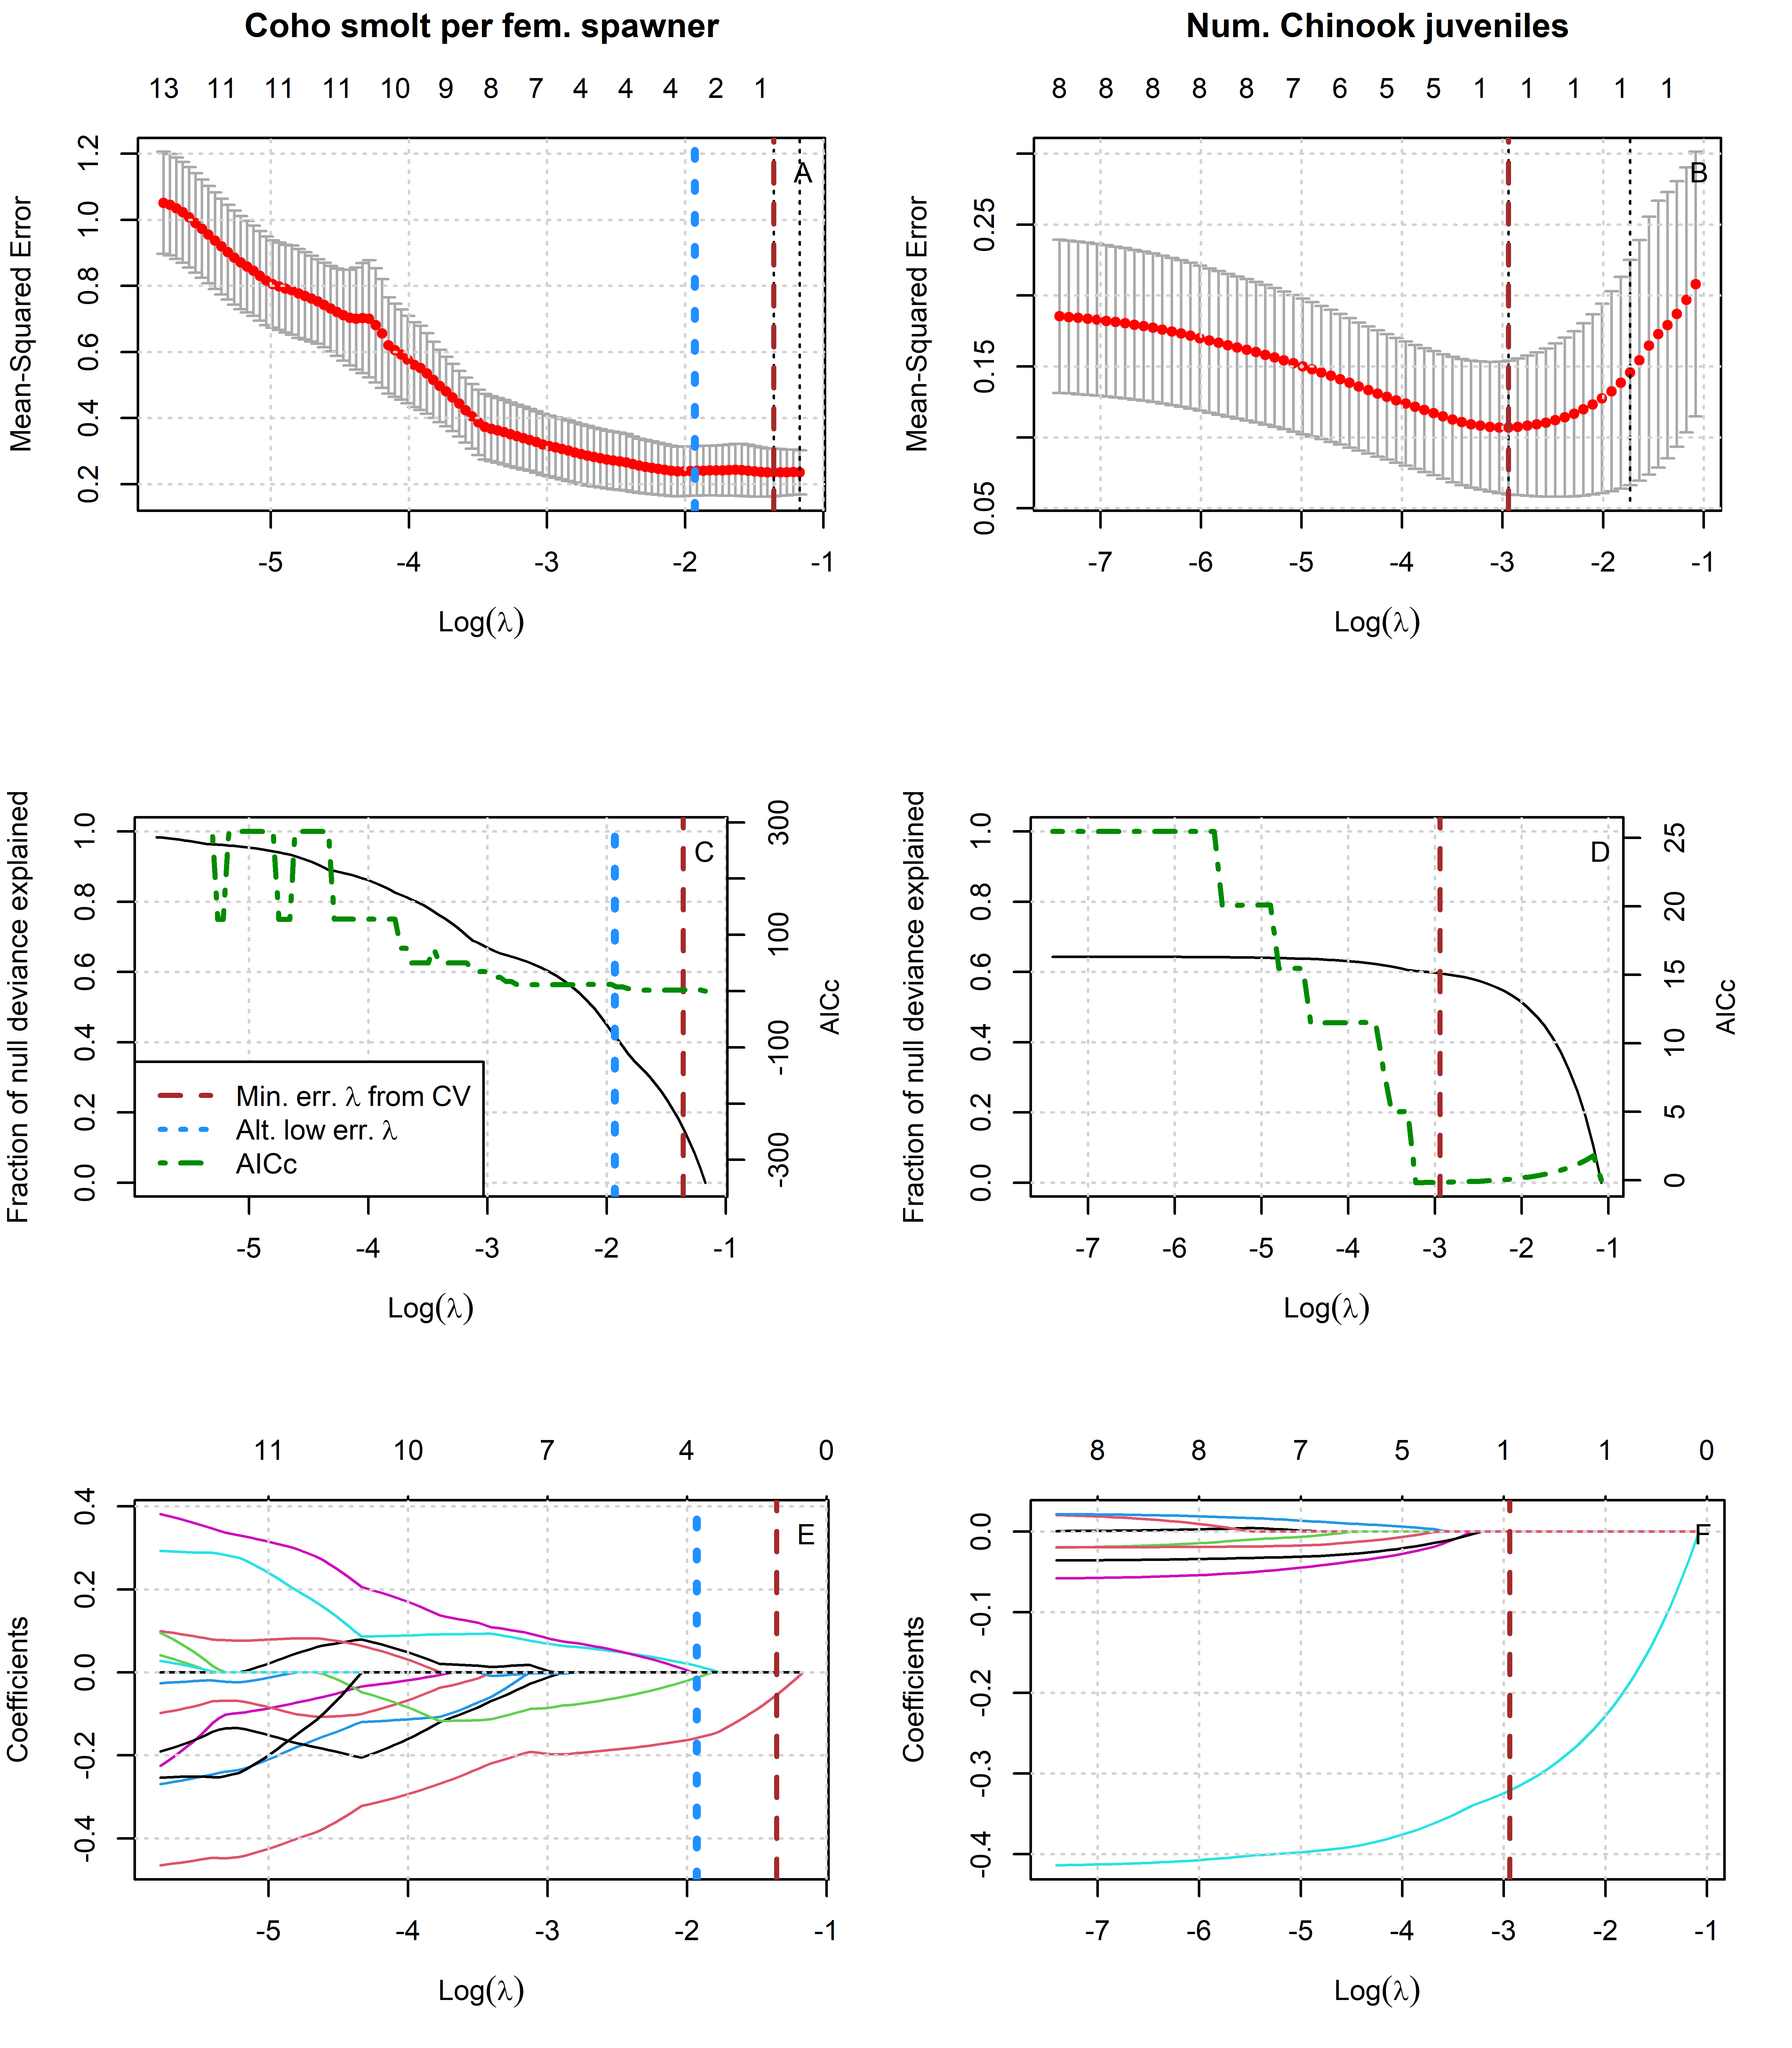 Coho smolt per fem. spawner
Num. Chinook juveniles
13 11 11 11 10 9 8 7 4 4 4 2 1
8 8 8 8 8 7 6 5 5 1 1 1 1 1
Mean-Squared Error
0.2 0.4 0.6 0.8 1.0 1.2
A
-5 -4 -3 -2 -1
Log(λ)
Mean-Squared Error
0.05 0.15 0.25
B
-7 -6 -5 -4 -3 -2 -1
Log(λ)
Fraction of null deviance explained
0.0 0.2 0.4 0.6 0.8 1.0
C
-300 -100 100 300
AICc
Min. err. λ from CV
Alt. low err. λ
AICc
-5 -4 -3 -2 -1
Log(λ)
Fraction of null deviance explained
0.0 0.2 0.4 0.6 0.8 1.0
D
0 5 10 15 20 25
AICc
-7 -6 -5 -4 -3 -2 -1
Log(λ)
11 10 7 4 0
Coefficients
-0.4 -0.2 0.0 0.2 0.4
E
-5 -4 -3 -2 -1
Log(λ)
8 8 7 5 1 1 0
Coefficients
-0.4 -0.3 -0.2 -0.1 0.0
F
-7 -6 -5 -4 -3 -2 -1
Log(λ)